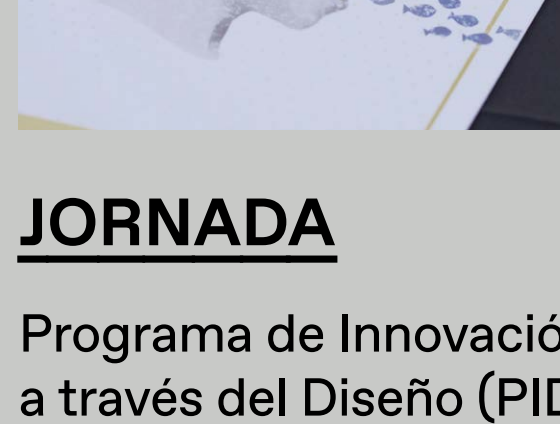 JORNADA
Programa de Innovació
a través del Diseño (PID